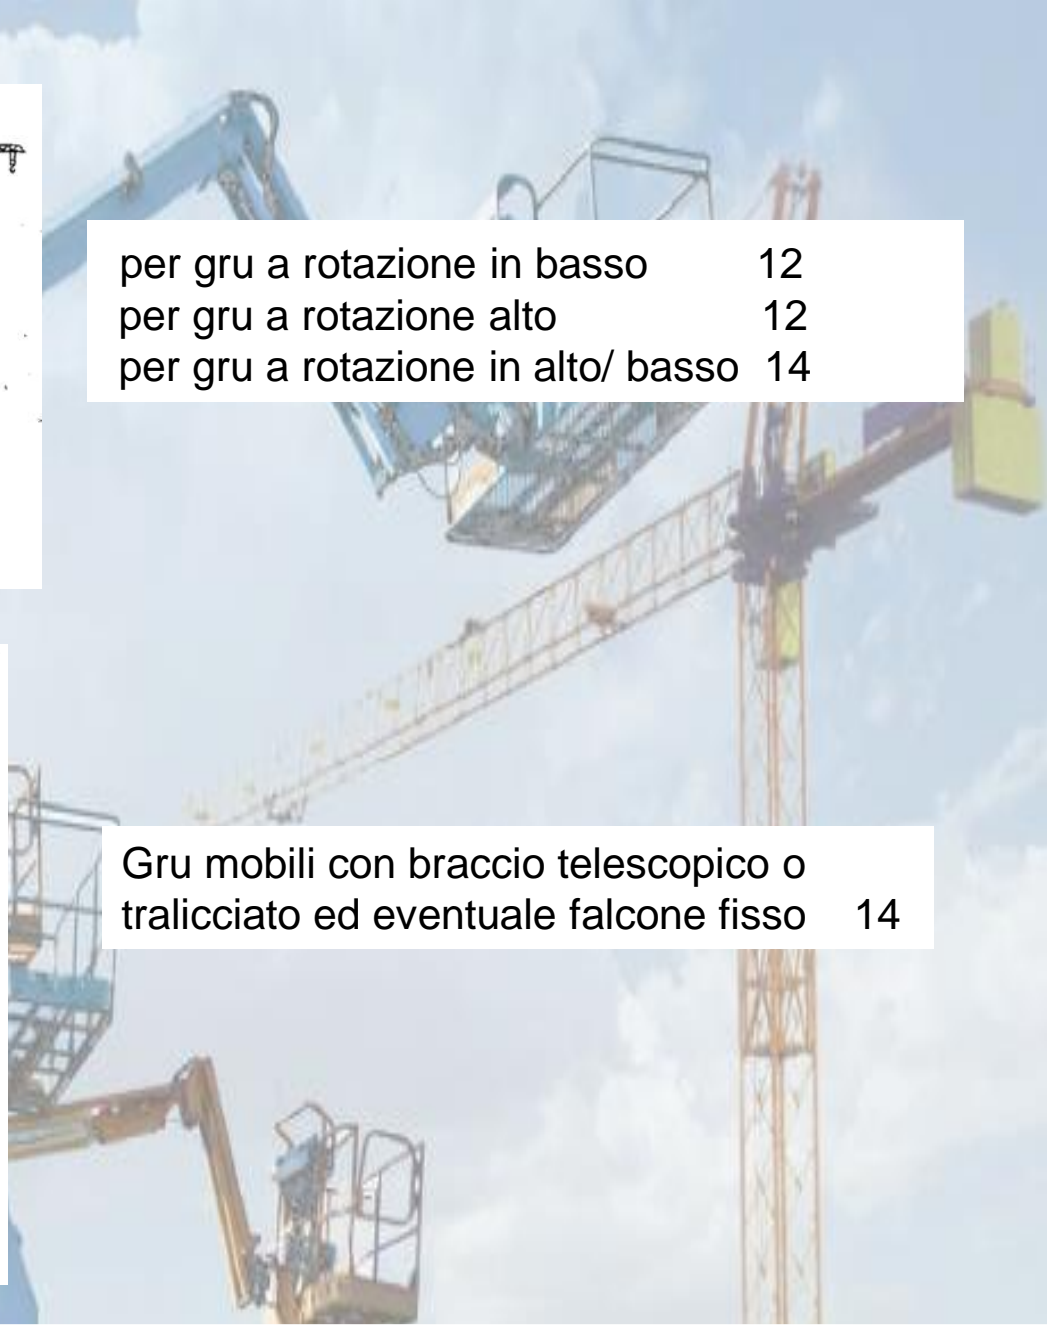 per gru a rotazione in basso 12
per gru a rotazione alto 12
per gru a rotazione in alto/ basso 14
Gru mobili con braccio telescopico o
tralicciato ed eventuale falcone fisso 14